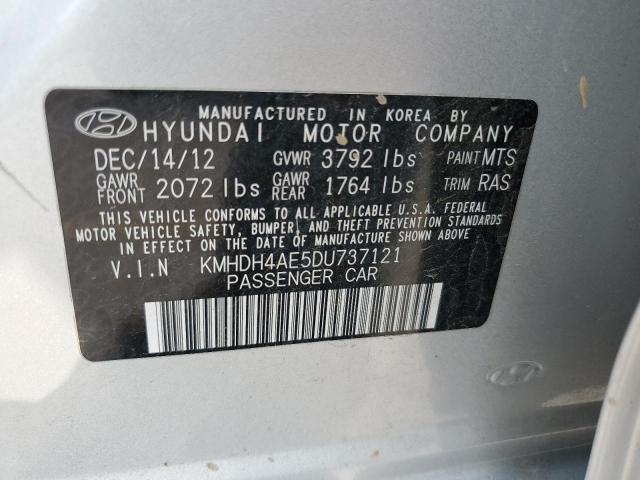 MANUFACTURED IN KOREA BY
HYUNDAI MOTOR COMPANY
DEC/14/12 GVWR 3792 lbs PAINT MTS
GAWR FRONT 2072 lbs GAWR REAR 1764 lbs TRIM RAS
THIS VEHICLE CONFORMS TO ALL APPLICABLE U.S.A. FEDERAL
MOTOR VEHICLE SAFETY, BUMPER, AND THEFT PREVENTION STANDARDS
IN EFFECT ON THE DATE OF MANUFACTURE SHOWN ABOVE.
V.I.N KMHDH4AE5DU737121
PASSENGER CAR